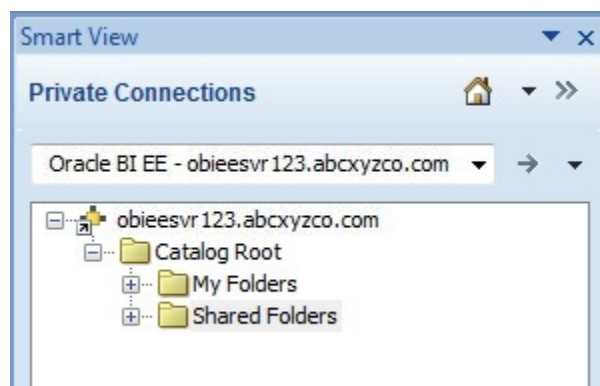 Smart View
Private Connections
Oracle BI EE - obieesvr123.abcxyzco.com
obieesvr123.abcxyzco.com
Catalog Root
My Folders
Shared Folders